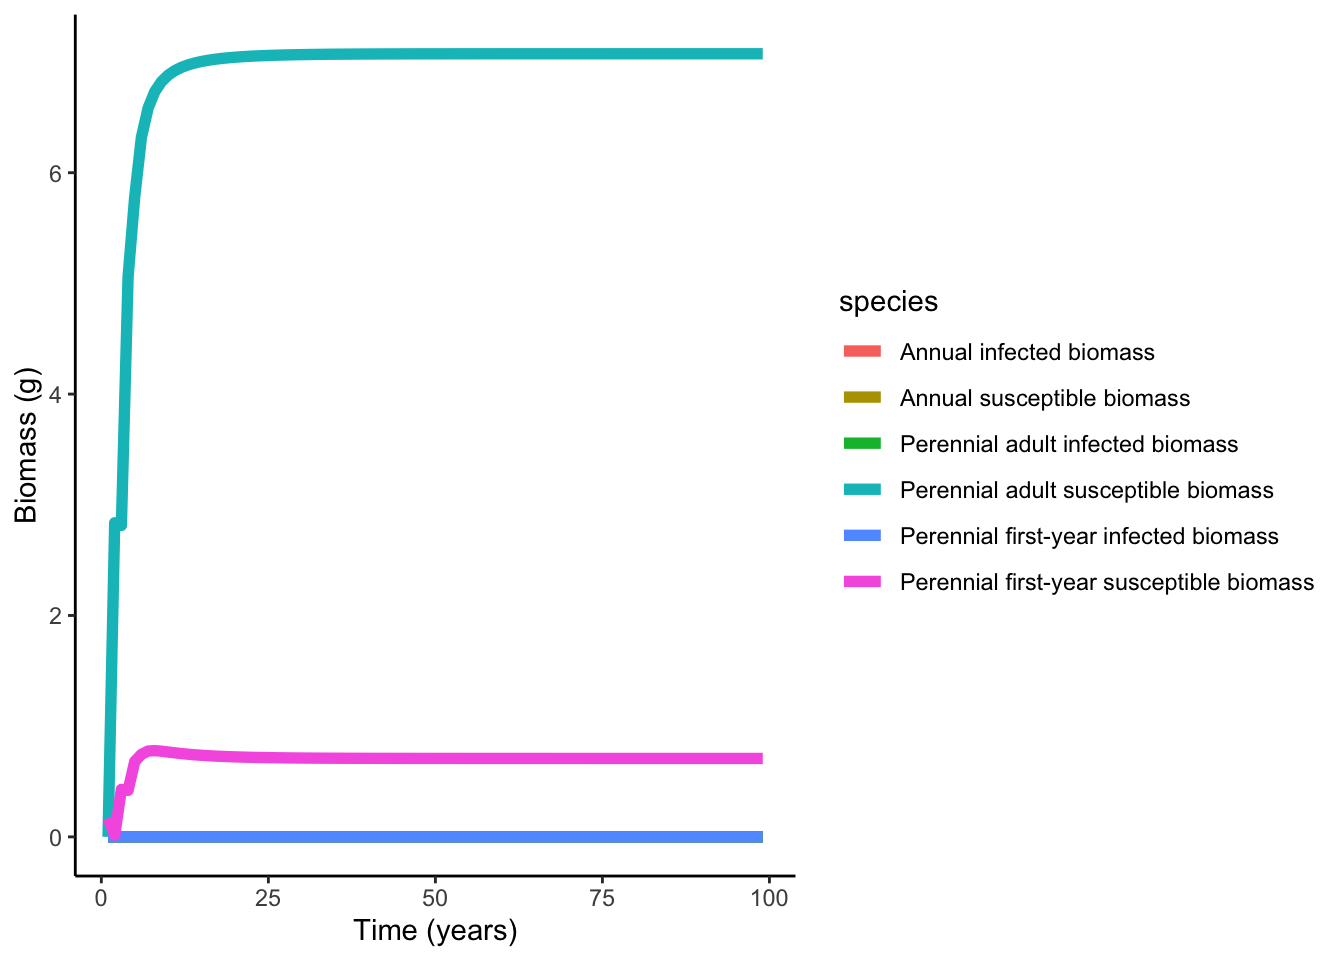 6
4
2
0
Biomass (g)
0 25 50 75 100
Time (years)
species
Annual infected biomass
Annual susceptible biomass
Perennial adult infected biomass
Perennial adult susceptible biomass
Perennial first-year infected biomass
Perennial first-year susceptible biomass